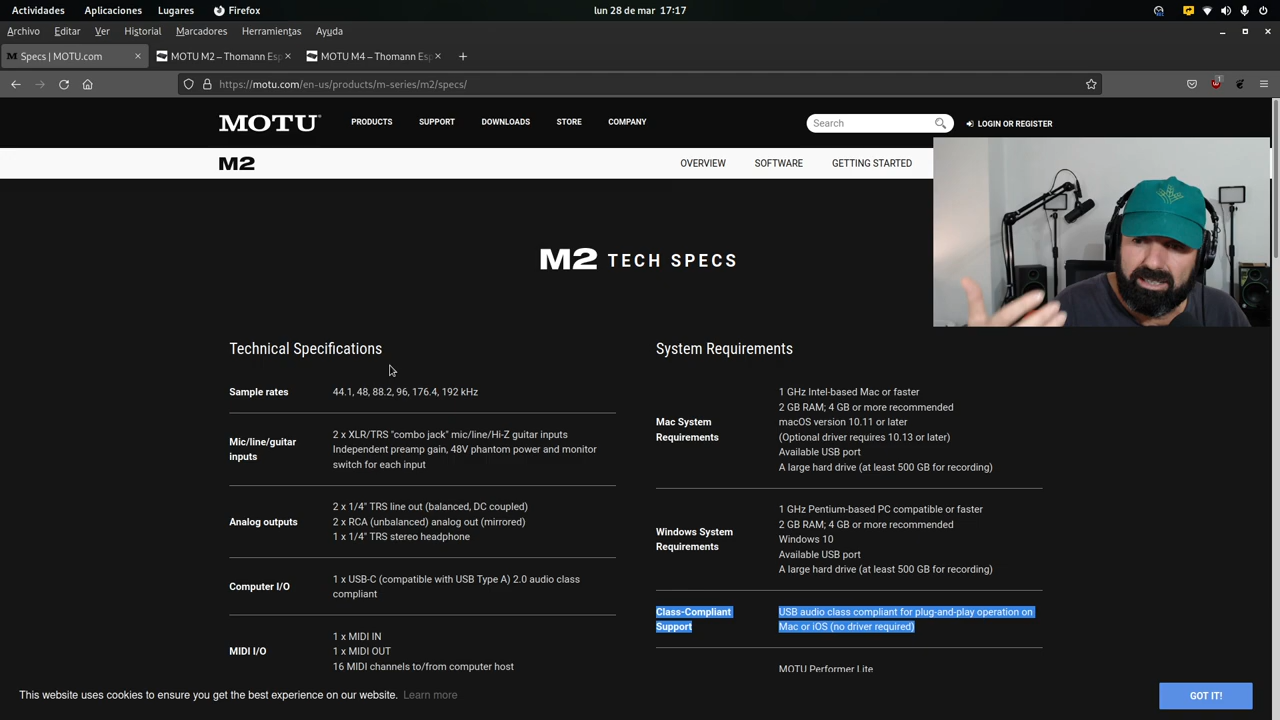 Actividades Aplicaciones Lugares Firefox lun 28 de mar 17:17
Archivo Editar Ver Historial Marcadores Herramientas Ayuda
Specs | MOTU.com MOTU M2 – Thomann Esp MOTU M4 – Thomann Esp
https://motu.com/en-us/products/m-series/m2/specs/
MOTU PRODUCTS SUPPORT DOWNLOADS STORE COMPANY Search LOGIN OR REGISTER
M2 OVERVIEW SOFTWARE GETTING STARTED
M2 TECH SPECS
Technical Specifications
Sample rates
44.1, 48, 88.2, 96, 176.4, 192 kHz
Mic/line/guitar
inputs
2 x XLR/TRS "combo jack" mic/line/Hi-Z guitar inputs
Independent preamp gain, 48V phantom power and monitor
switch for each input
Analog outputs
2 x 1/4" TRS line out (balanced, DC coupled)
2 x RCA (unbalanced) analog out (mirrored)
1 x 1/4" TRS stereo headphone
Computer I/O
1 x USB-C (compatible with USB Type A) 2.0 audio class
compliant
MIDI I/O
1 x MIDI IN
1 x MIDI OUT
16 MIDI channels to/from computer host
System Requirements
Mac System
Requirements
1 GHz Intel-based Mac or faster
2 GB RAM; 4 GB or more recommended
macOS version 10.11 or later
(Optional driver requires 10.13 or later)
Available USB port
A large hard drive (at least 500 GB for recording)
Windows System
Requirements
1 GHz Pentium-based PC compatible or faster
2 GB RAM; 4 GB or more recommended
Windows 10
Available USB port
A large hard drive (at least 500 GB for recording)
Class-Compliant
Support
USB audio class compliant for plug-and-play operation on
Mac or iOS (no driver required)
MOTU Performer Lite
This website uses cookies to ensure you get the best experience on our website. Learn more
GOT IT!